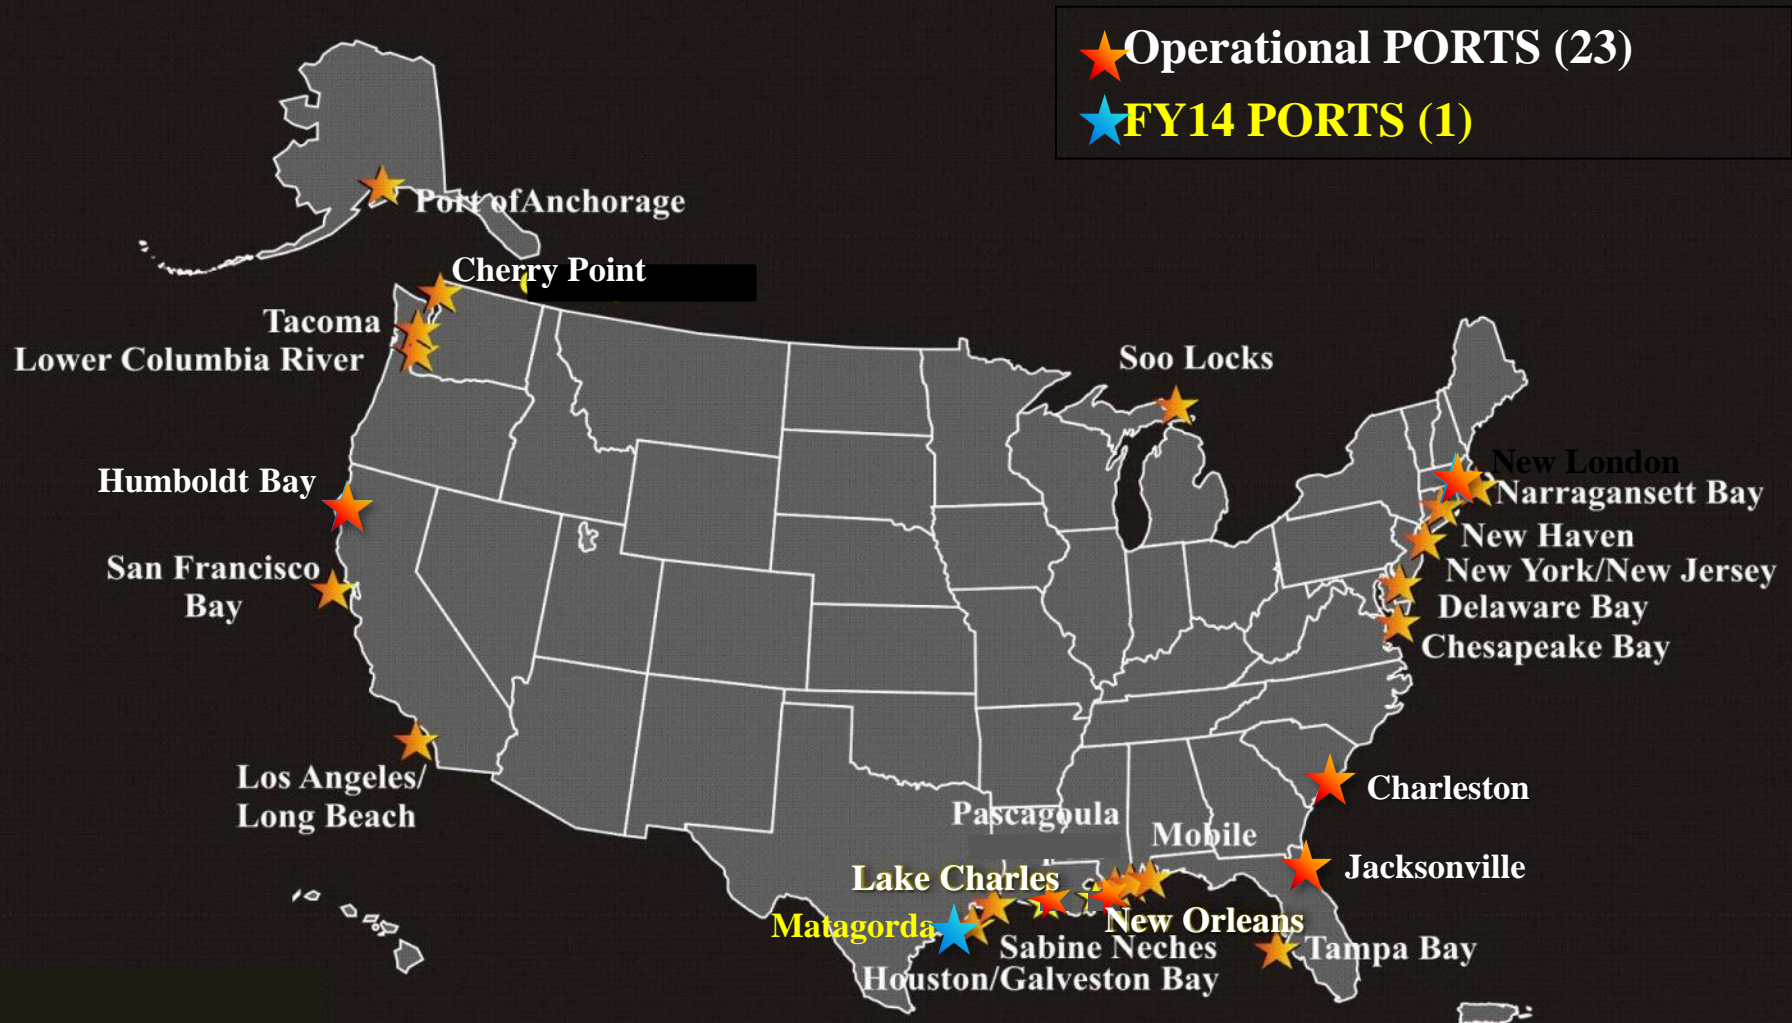 Operational PORTS (23)
FY14 PORTS (1)
Port ofAnchorage
Cherry Point
Tacoma
Lower Columbia River
Soo Locks
Humboldt Bay
New London
Narragansett Bay
New Haven
San Francisco
Bay
New York/New Jersey
Delaware Bay
Chesapeake Bay
Los Angeles/
Long Beach
Charleston
Pascagoula
Mobile
Jacksonville
Lake Charles
New Orleans
Matagorda
Sabine Neches
Tampa Bay
Houston/Galveston Bay